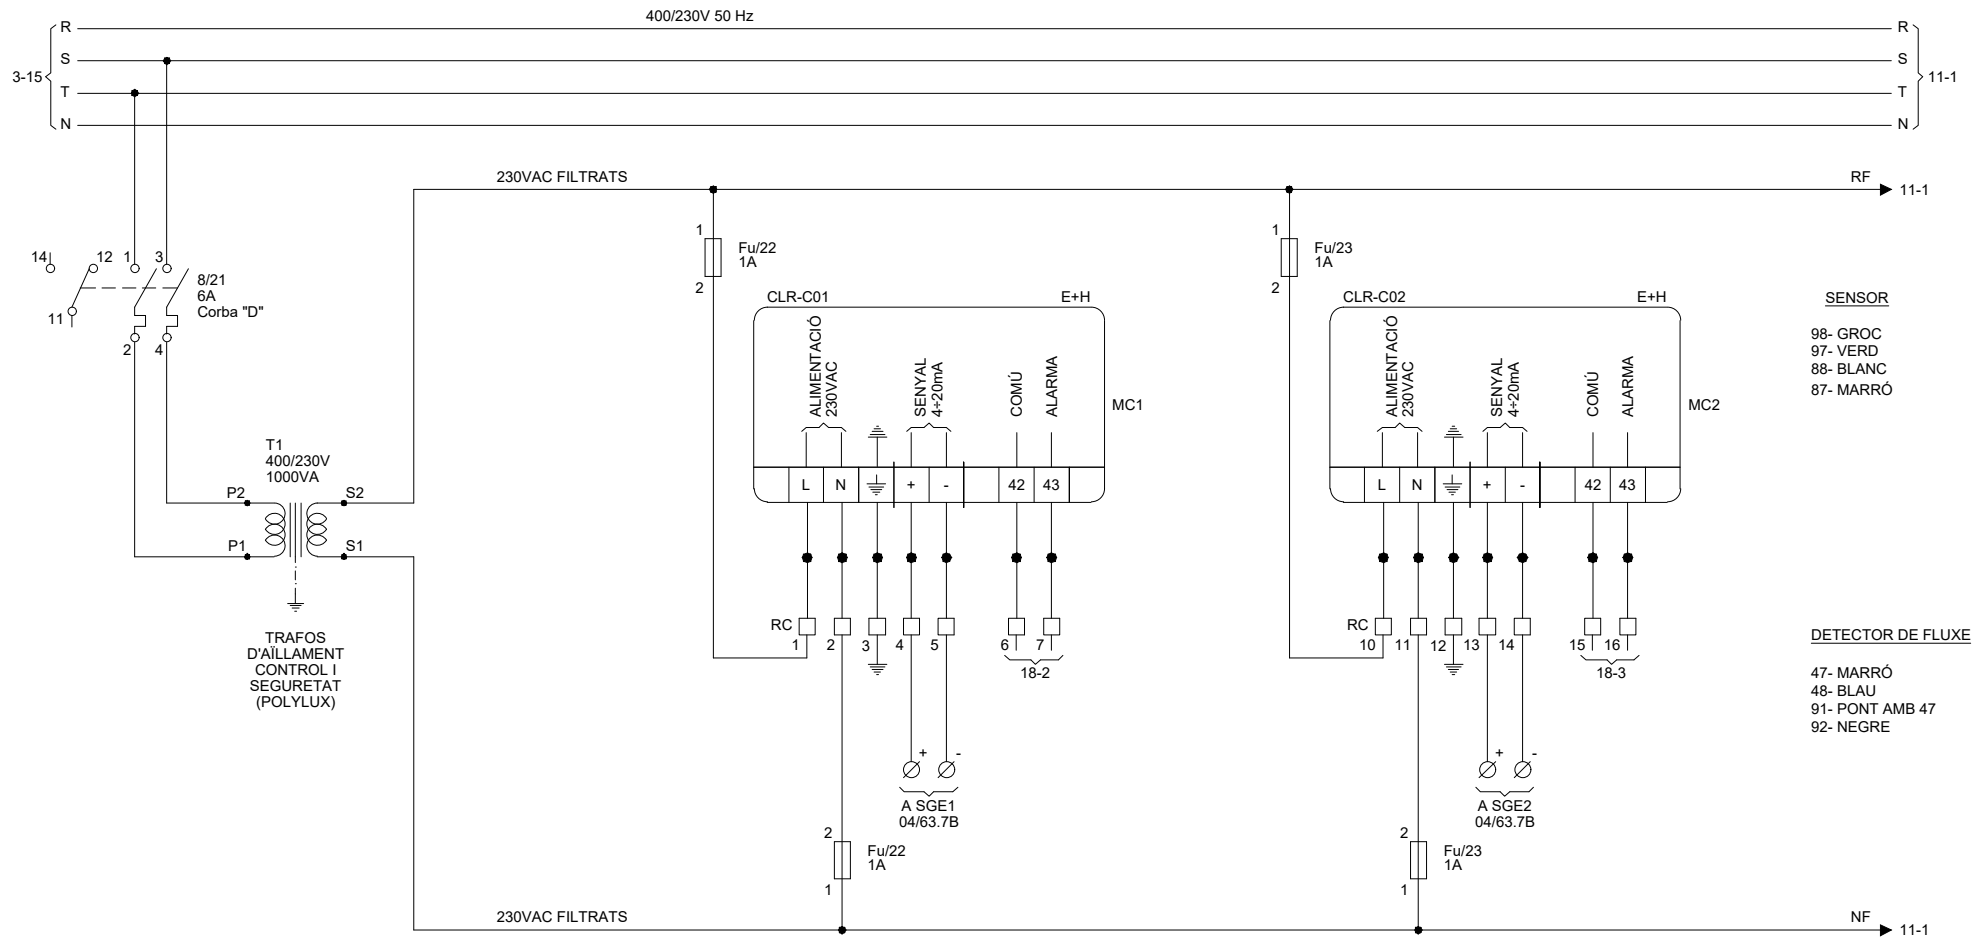 400/230V 50 Hz
R
S
T
N
3-15
R
S
T
N
11-1
230VAC FILTRATS
RF
11-1
14
12
11
1
3
2
4
8/21
6A
Corba "D"
T1
400/230V
1000VA
P2
P1
S2
S1
TRAFOS
D'AÏLLAMENT
CONTROL I
SEGURETAT
(POLYLUX)
1
2
Fu/22
1A
CLR-C01
E+H
ALIMENTACIÓ
230VAC
SENYAL
4÷20mA
COMÚ
ALARMA
MC1
L
N
+
-
42
43
RC
1
2
3
4
5
6
7
18-2
+
-
A SGE1
04/63.7B
2
1
Fu/22
1A
1
2
Fu/23
1A
CLR-C02
E+H
ALIMENTACIÓ
230VAC
SENYAL
4÷20mA
COMÚ
ALARMA
MC2
L
N
+
-
42
43
RC
10
11
12
13
14
15
16
18-3
+
-
A SGE2
04/63.7B
2
1
Fu/23
1A
SENSOR
98- GROC
97- VERD
88- BLANC
87- MARRÓ
DETECTOR DE FLUXE
47- MARRÓ
48- BLAU
91- PONT AMB 47
92- NEGRE
230VAC FILTRATS
NF
11-1